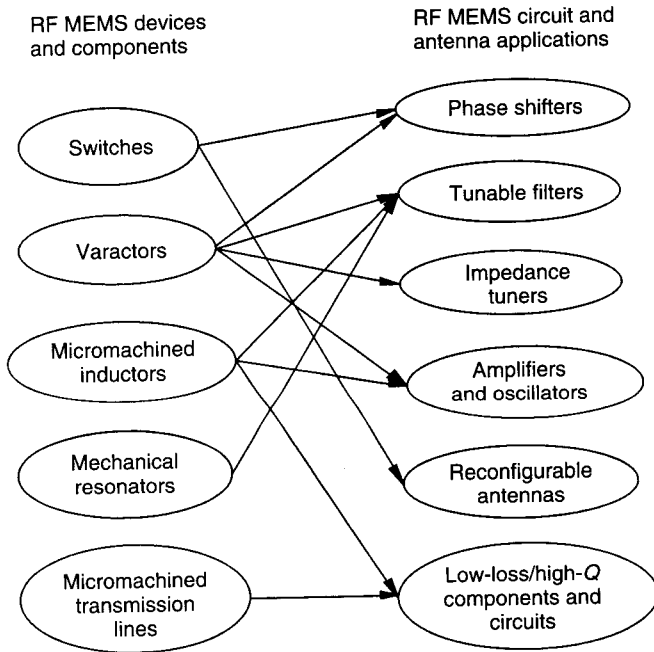 RF MEMS devices
and components
RF MEMS circuit and
antenna applications
Switches
Varactors
Micromachined
inductors
Mechanical
resonators
Micromachined
transmission
lines
Phase shifters
Tunable filters
Impedance
tuners
Amplifiers
and oscillators
Reconfigurable
antennas
Low-loss/high-Q
components and
circuits